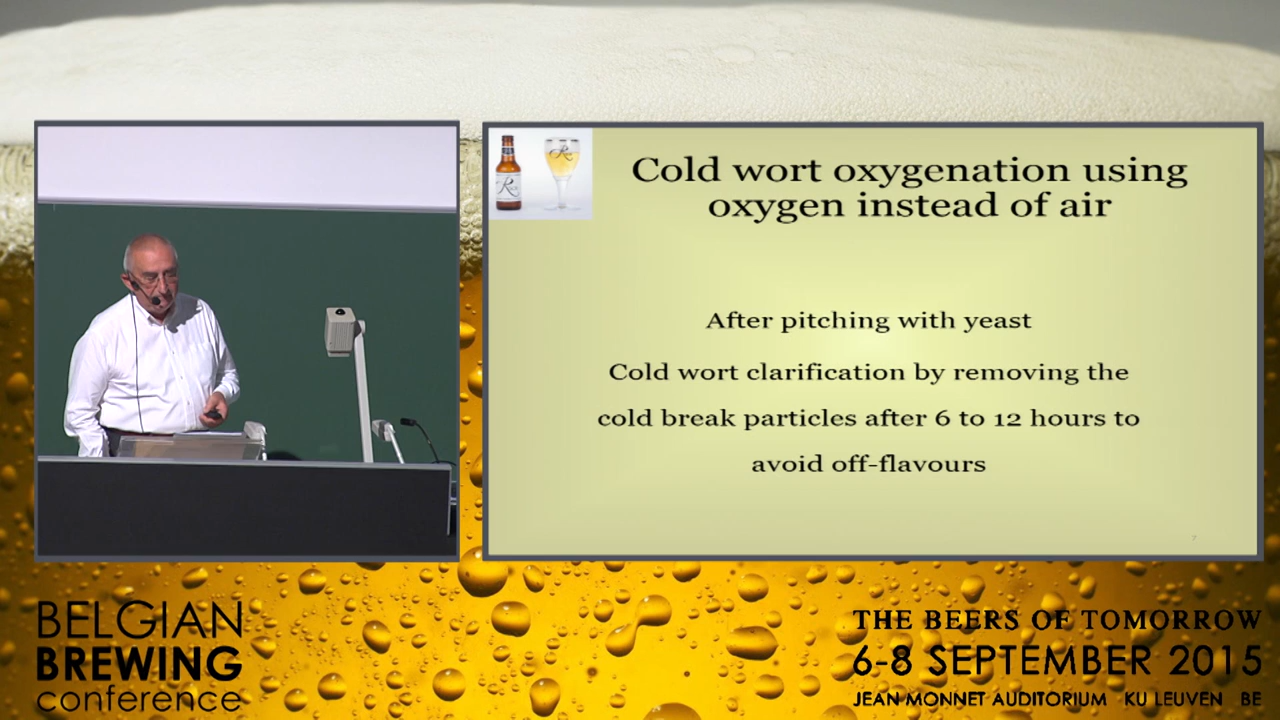 Cold wort oxygenation using
oxygen instead of air
After pitching with yeast
Cold wort clarification by removing the
cold break particles after 6 to 12 hours to
avoid off-flavours
7
BELGIAN
BREWING
conference
THE BEERS OF TOMORROW
6-8 SEPTEMBER 2015
JEAN MONNET AUDITORIUM KU LEUVEN BE